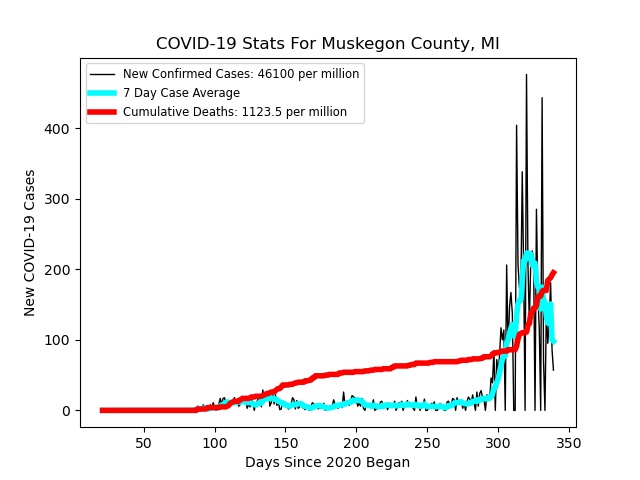 COVID-19 Stats For Muskegon County, MI
New Confirmed Cases: 46100 per million
7 Day Case Average
Cumulative Deaths: 1123.5 per million
New COVID-19 Cases
400
300
200
100
0
50
100
150
200
250
300
350
Days Since 2020 Began